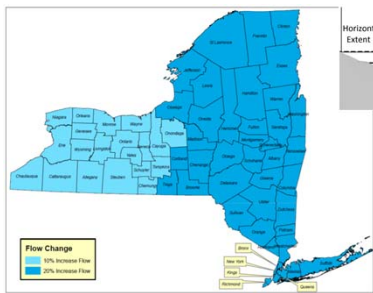 Horizont
Extent
Clinton
Franklin
St Lawrence
Essex
Jefferson
Lewis
Hamilton
Warren
Washington
Oswego
Oneida
Herkimer
Fulton
Saratoga
Niagara
Orleans
Monroe
Wayne
Onondaga
Madison
Montgomery
Genesee
Ontario
Cayuga
Erie
Wyoming
Livingston
Yates
Otsego
Schoharie
Albany
Cortland
Chenango
Schuyler
Tompkins
Chautauqua
Cattaraugus
Allegany
Steuben
Chemung
Tioga
Broome
Delaware
Greene
Columbia
Ulster
Sullivan
Dutchess
Orange
Putnam
Flow Change
10% Increase Flow
20% Increase Flow
Bronx
New York
Kings
Richmond
Queens
Suffolk